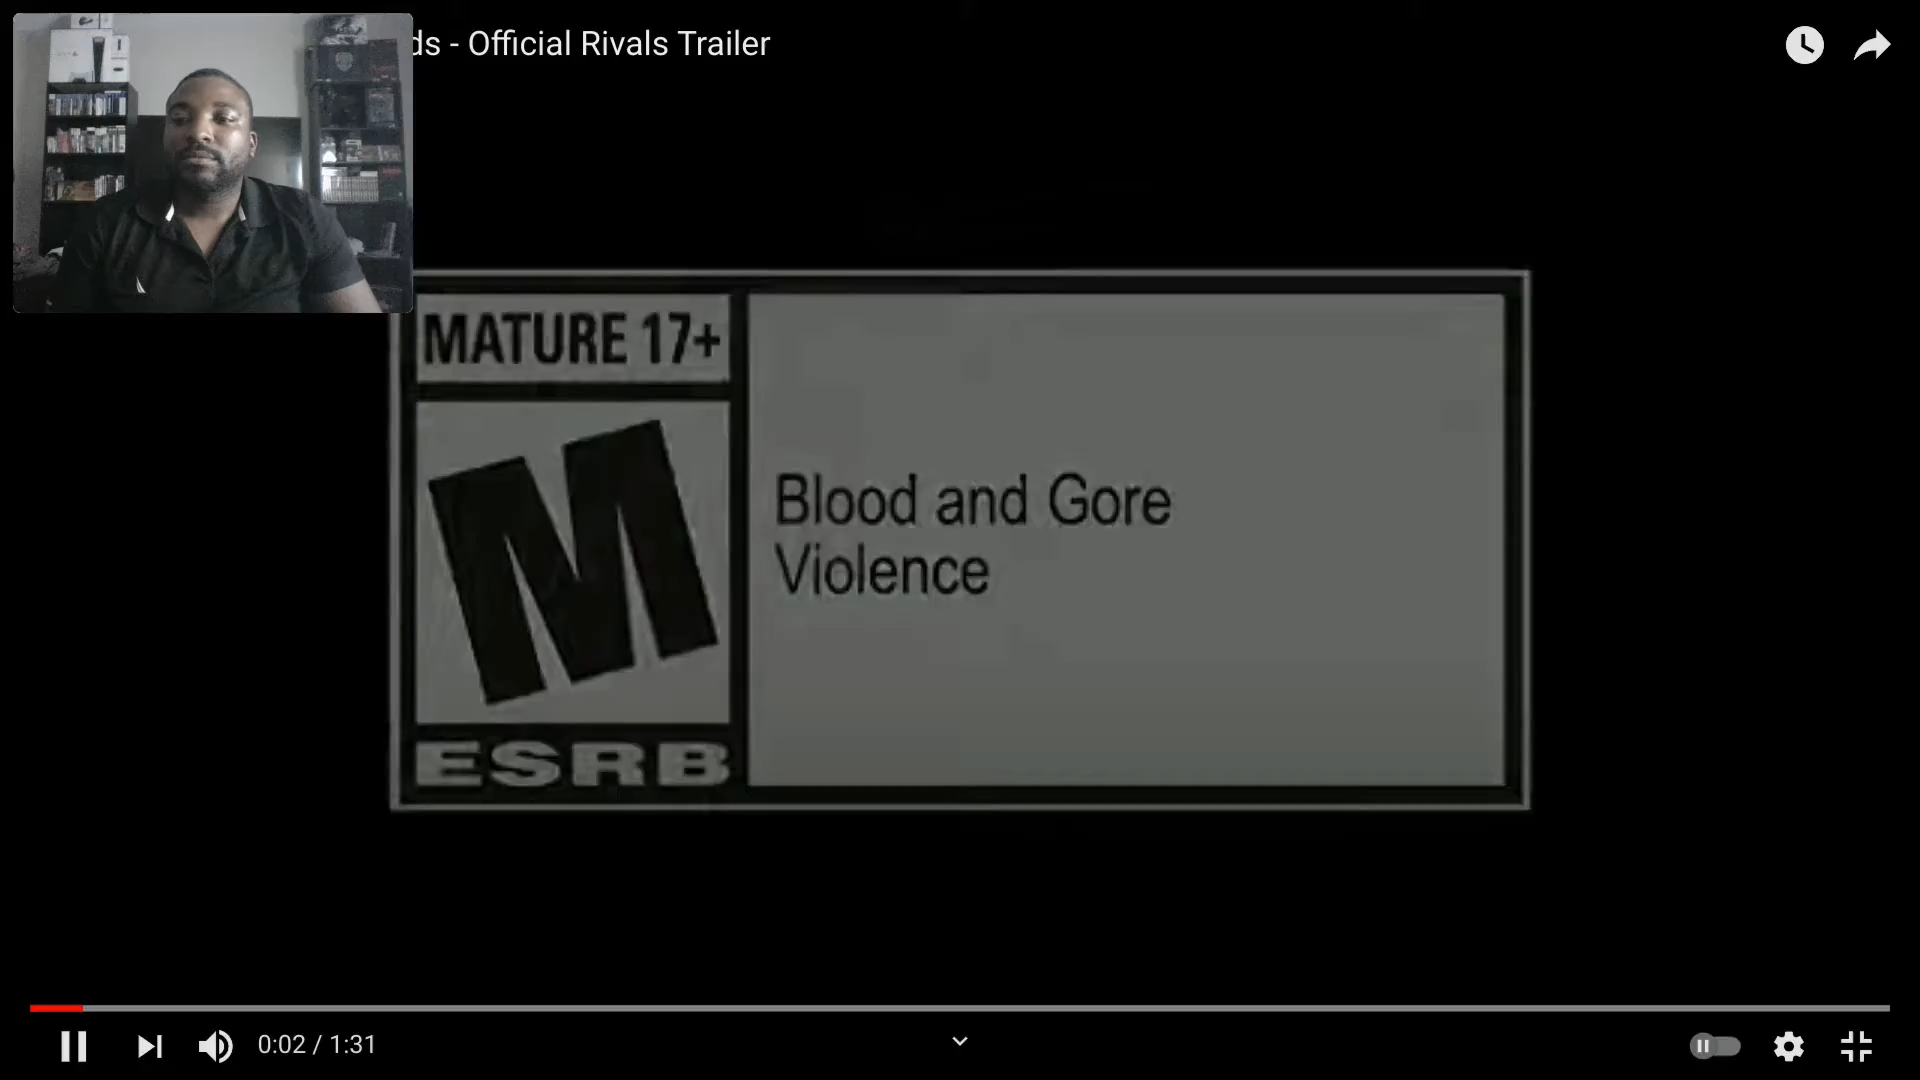 ds - Official Rivals Trailer
MATURE 17+
M
ESRB
Blood and Gore
Violence
0:02 / 1:31